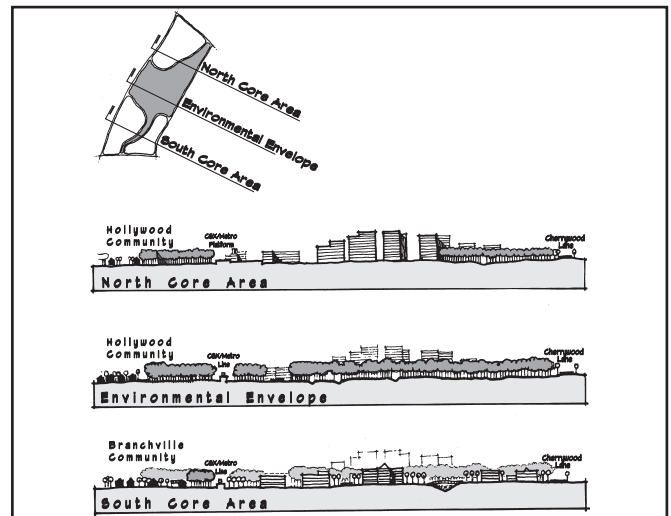 North Core Area
Environmental Envelope
South Core Area
Hollywood
Community
CSX/Metro
Platform
Cherrywood
Lane
North Core Area
Hollywood
Community
CSX/Metro
Line
Cherrywood
Lane
Environmental Envelope
Branchville
Community
CSX/Metro
Line
Cherrywood
Lane
South Core Area